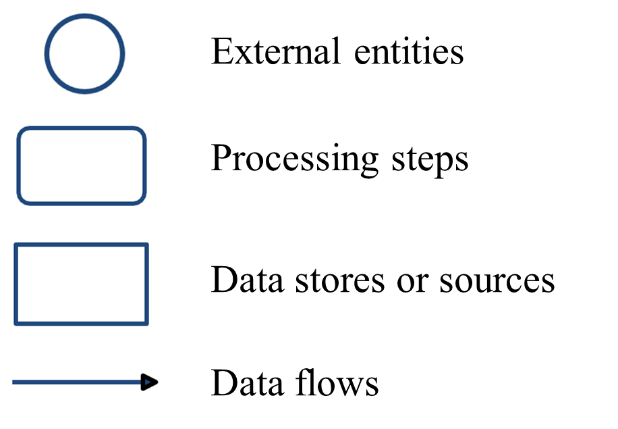 External entities
Processing steps
Data stores or sources
Data flows